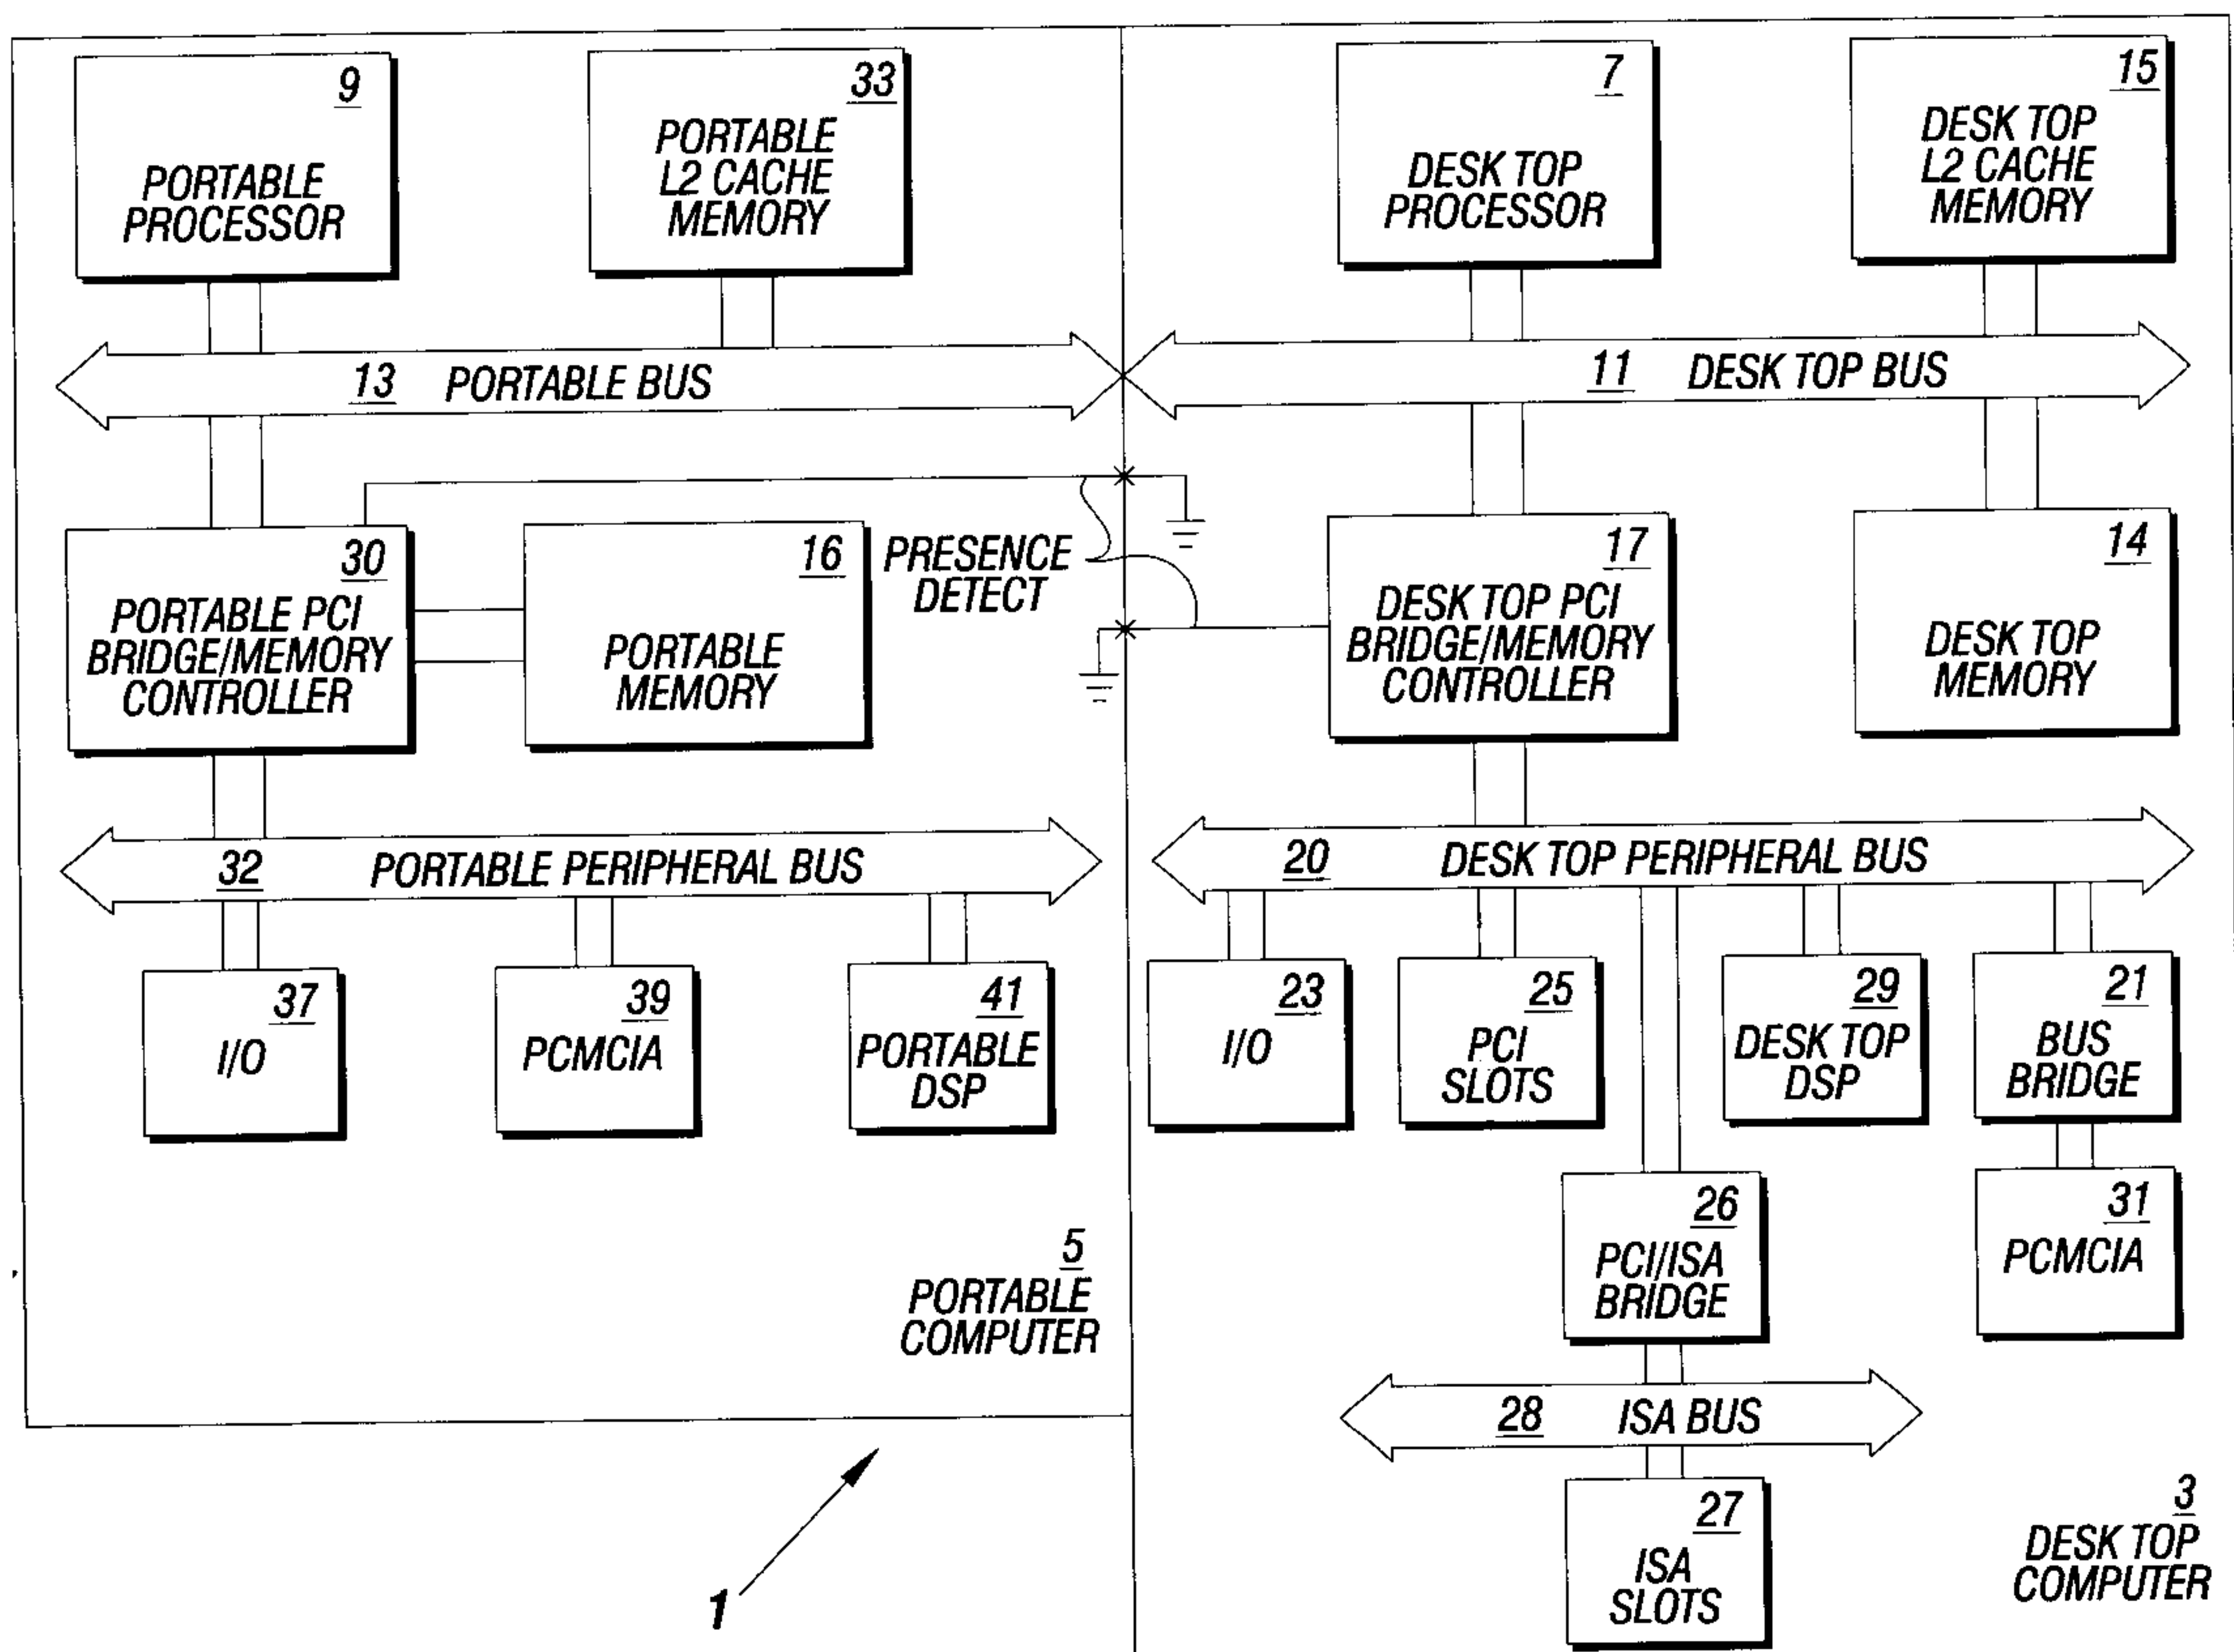 9
PORTABLE
PROCESSOR
33
PORTABLE
L2 CACHE
MEMORY
7
DESK TOP
PROCESSOR
15
DESK TOP
L2 CACHE
MEMORY
13 PORTABLE BUS
11 DESK TOP BUS
30
PORTABLE PCI
BRIDGE/MEMORY
CONTROLLER
16
PORTABLE
MEMORY
PRESENCE
DETECT
17
DESK TOP PCI
BRIDGE/MEMORY
CONTROLLER
14
DESK TOP
MEMORY
32 PORTABLE PERIPHERAL BUS
20 DESK TOP PERIPHERAL BUS
37
I/O
39
PCMCIA
41
PORTABLE
DSP
23
I/O
25
PCI
SLOTS
29
DESK TOP
DSP
21
BUS
BRIDGE
26
PCI/ISA
BRIDGE
31
PCMCIA
5
PORTABLE
COMPUTER
28 ISA BUS
27
ISA
SLOTS
3
DESK TOP
COMPUTER
1